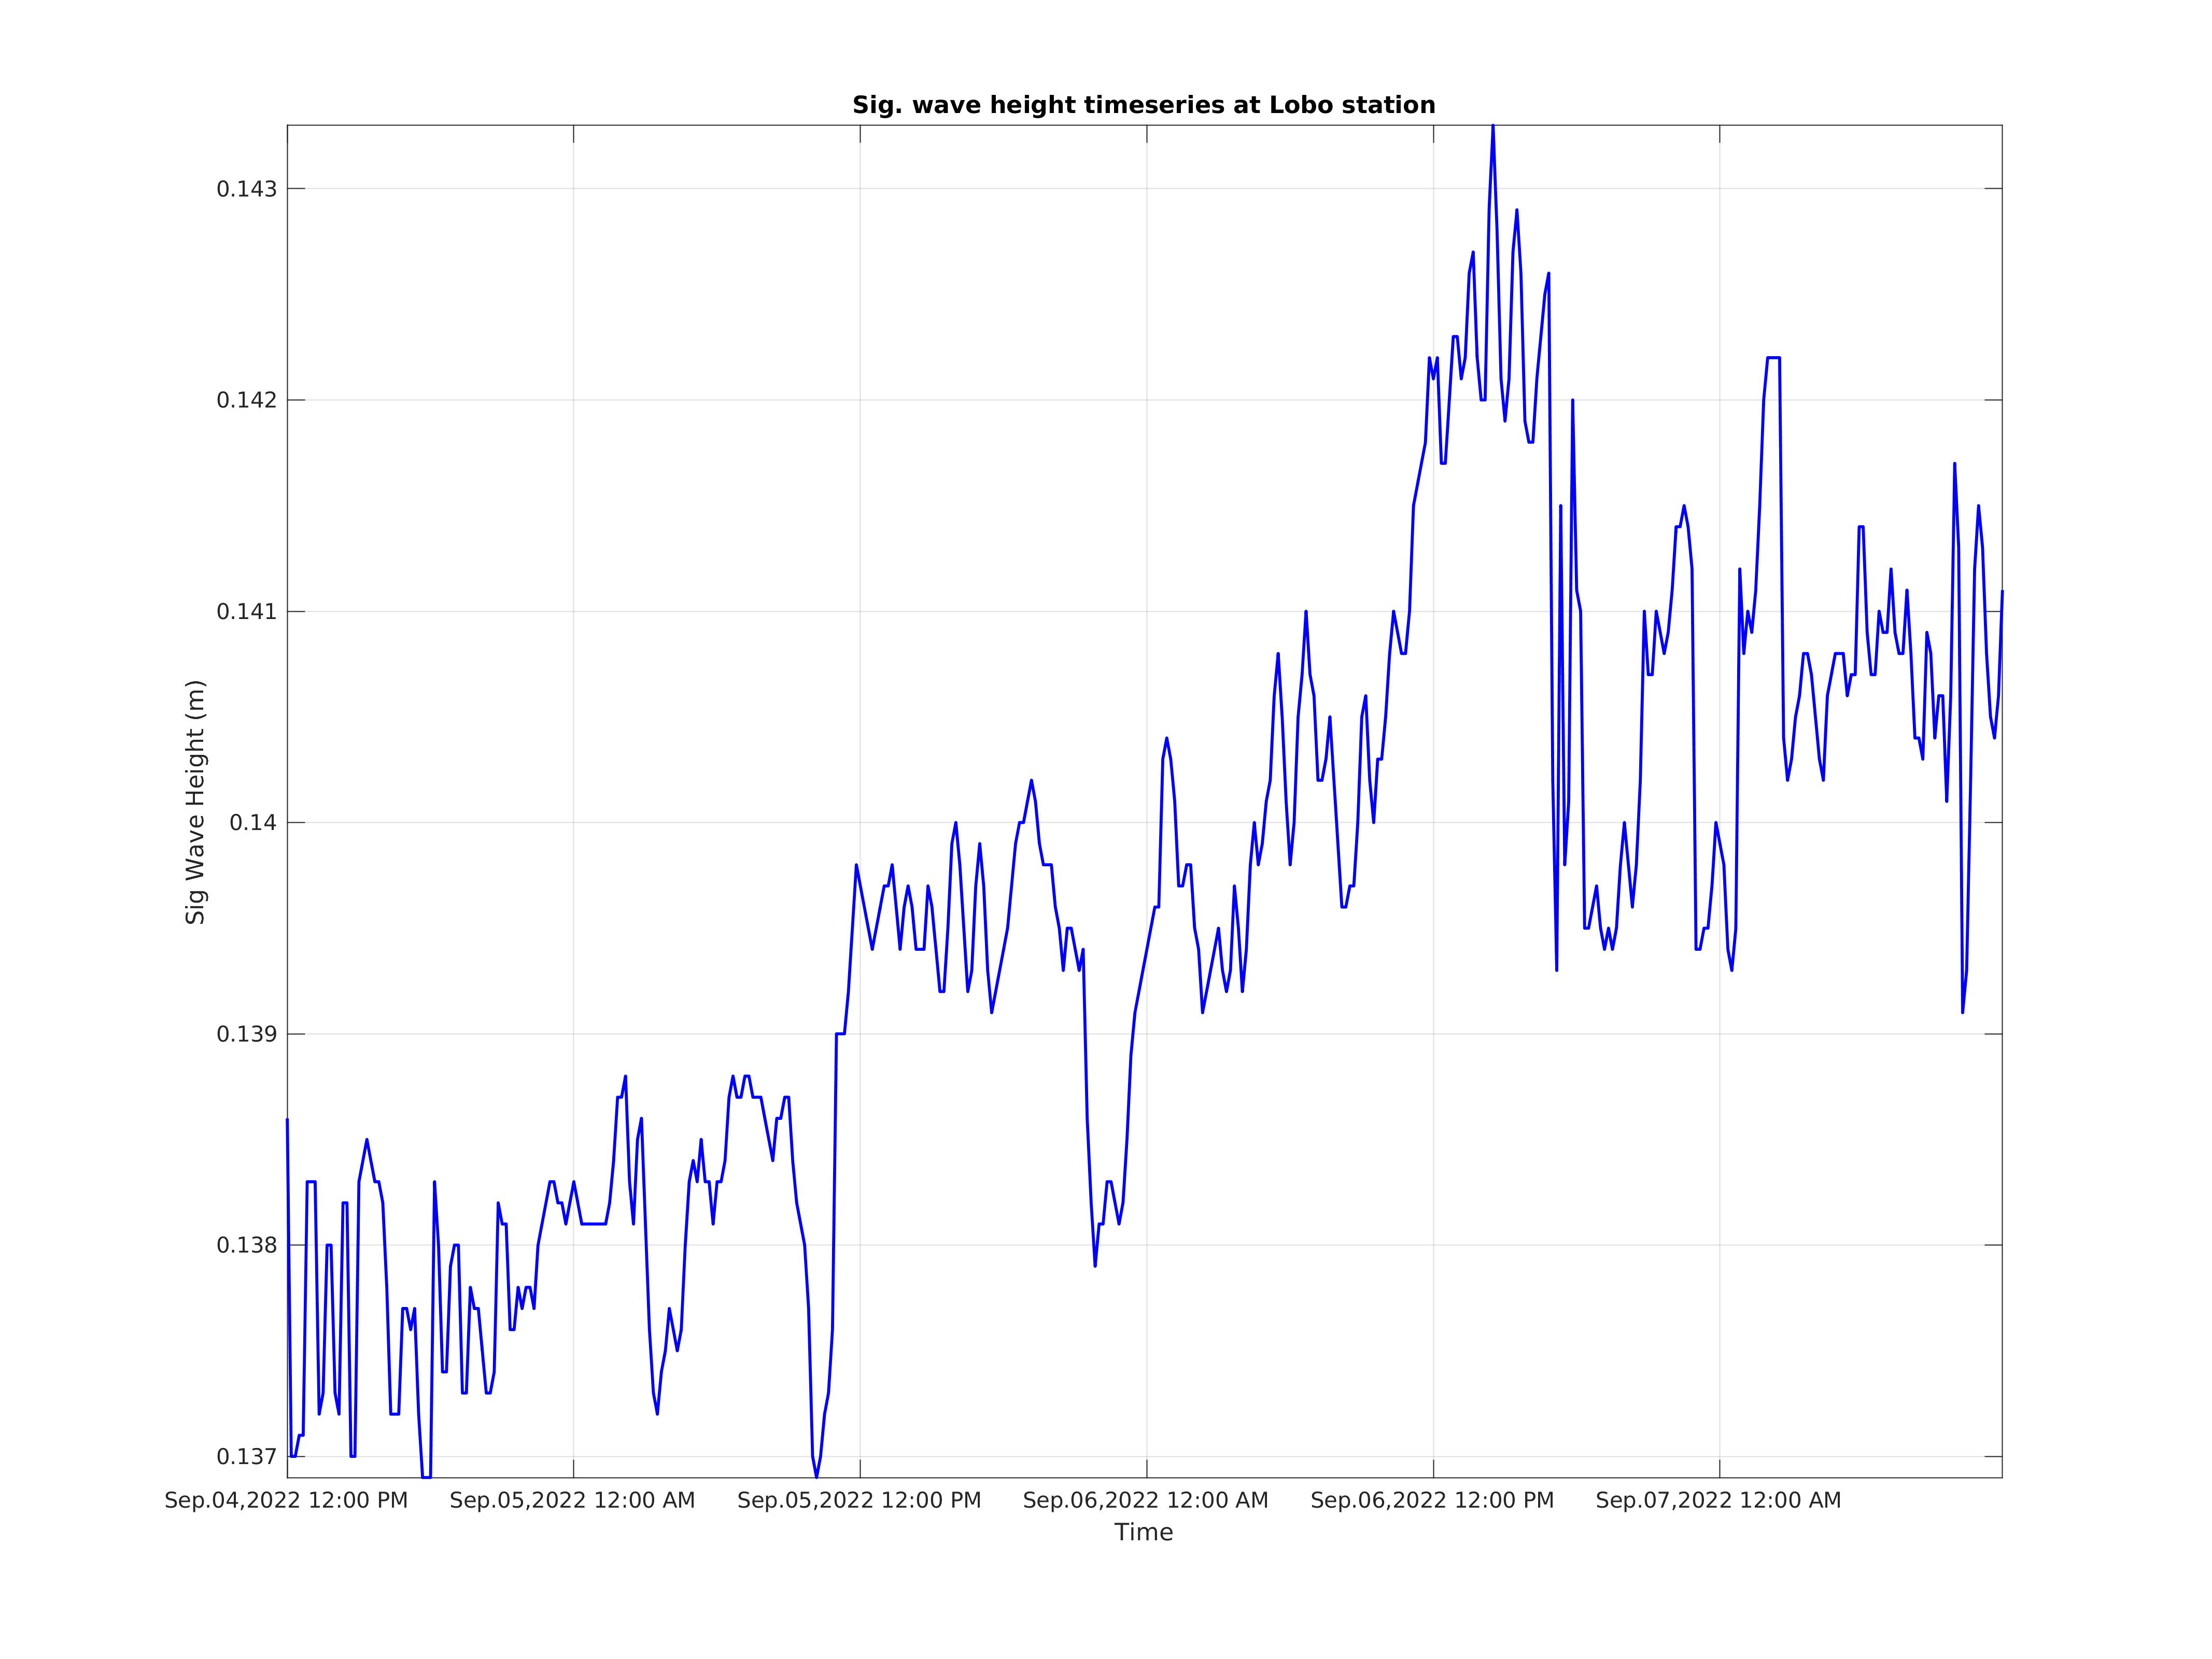 Sig. wave height timeseries at Lobo station
0.143
0.142
0.141
0.14
0.139
0.138
0.137
Sig Wave Height (m)
Sep.04,2022 12:00 PM
Sep.05,2022 12:00 AM
Sep.05,2022 12:00 PM
Sep.06,2022 12:00 AM
Sep.06,2022 12:00 PM
Sep.07,2022 12:00 AM
Time